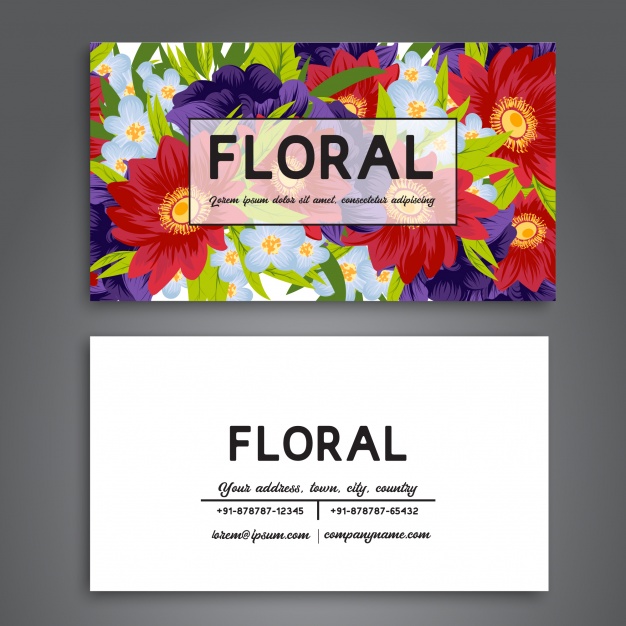 FLORAL
Lorem ipsum dolor sit amet, consectetur adipiscing
FLORAL
Your address, town, city, country
+91-878787-12345 | +91-878787-65432
lorem@ipsum.com | companyname.com